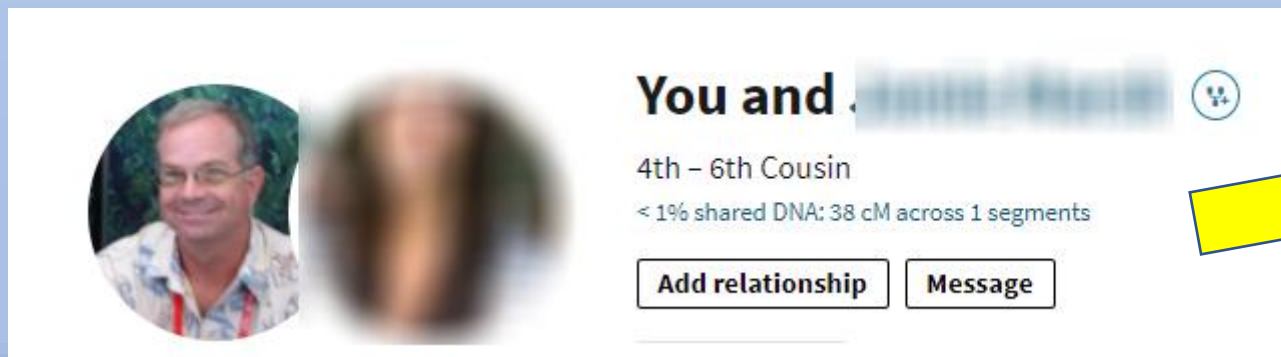 You and
4th – 6th Cousin
< 1% shared DNA: 38 cM across 1 segments
Add relationship
Message